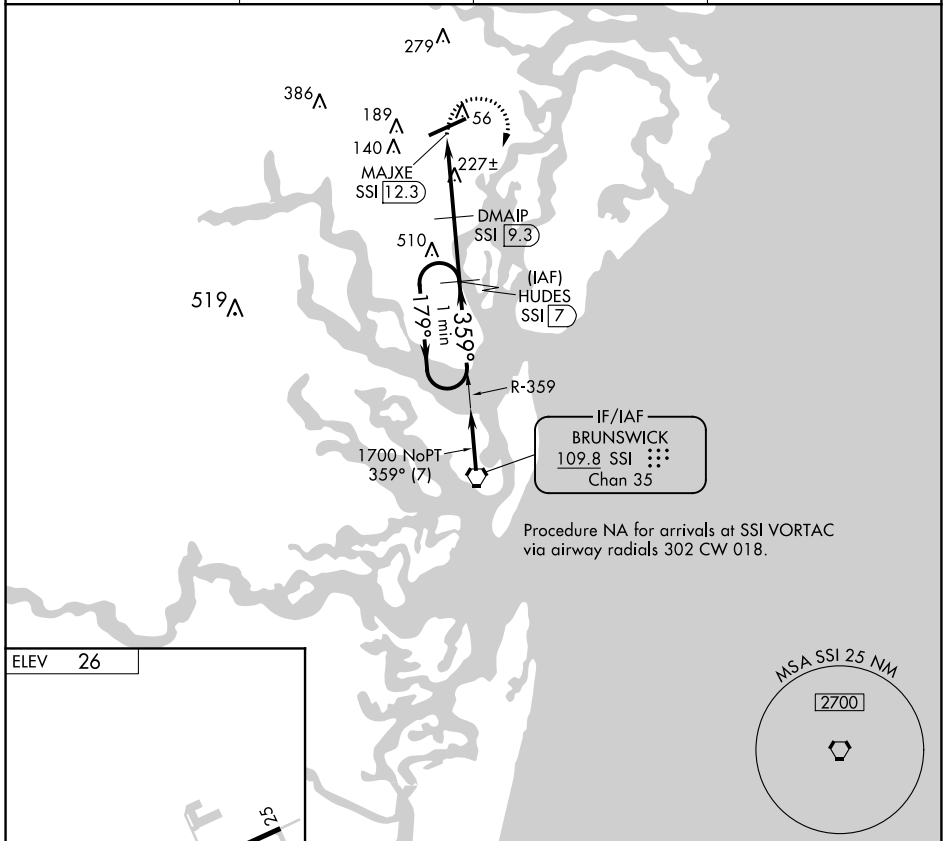 279
386
189
56
140
MAJXE
SSI 12.3
227±
DMAIP
SSI 9.3
510
(IAF)
HUDES
SSI 7
519
179°
1 min
359°
R-359
1700 NoPT
359° (7)
IF/IAF
BRUNSWICK
109.8 SSI
Chan 35
Procedure NA for arrivals at SSI VORTAC
via airway radials 302 CW 018.
ELEV 26
MSA SSI 25 NM
2700
25